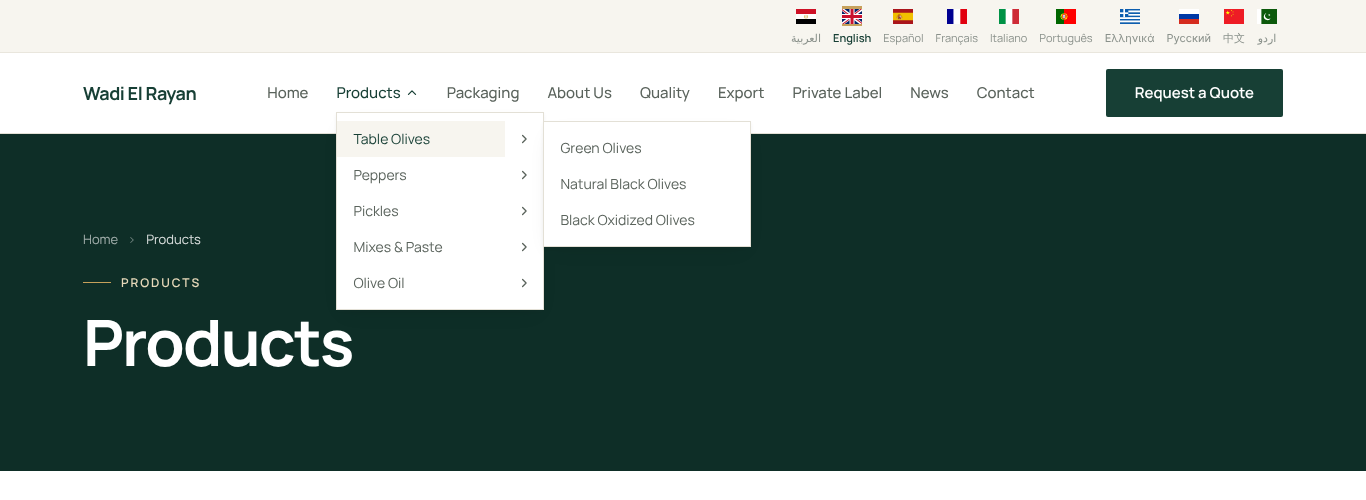 العربية English Español Français Italiano Português Ελληνικά Русский 中文 اردو
Wadi El Rayan Home Products Packaging About Us Quality Export Private Label News Contact Request a Quote
Table Olives
Peppers
Pickles
Mixes & Paste
Olive Oil
Green Olives
Natural Black Olives
Black Oxidized Olives
Home > Products
PRODUCTS
Products